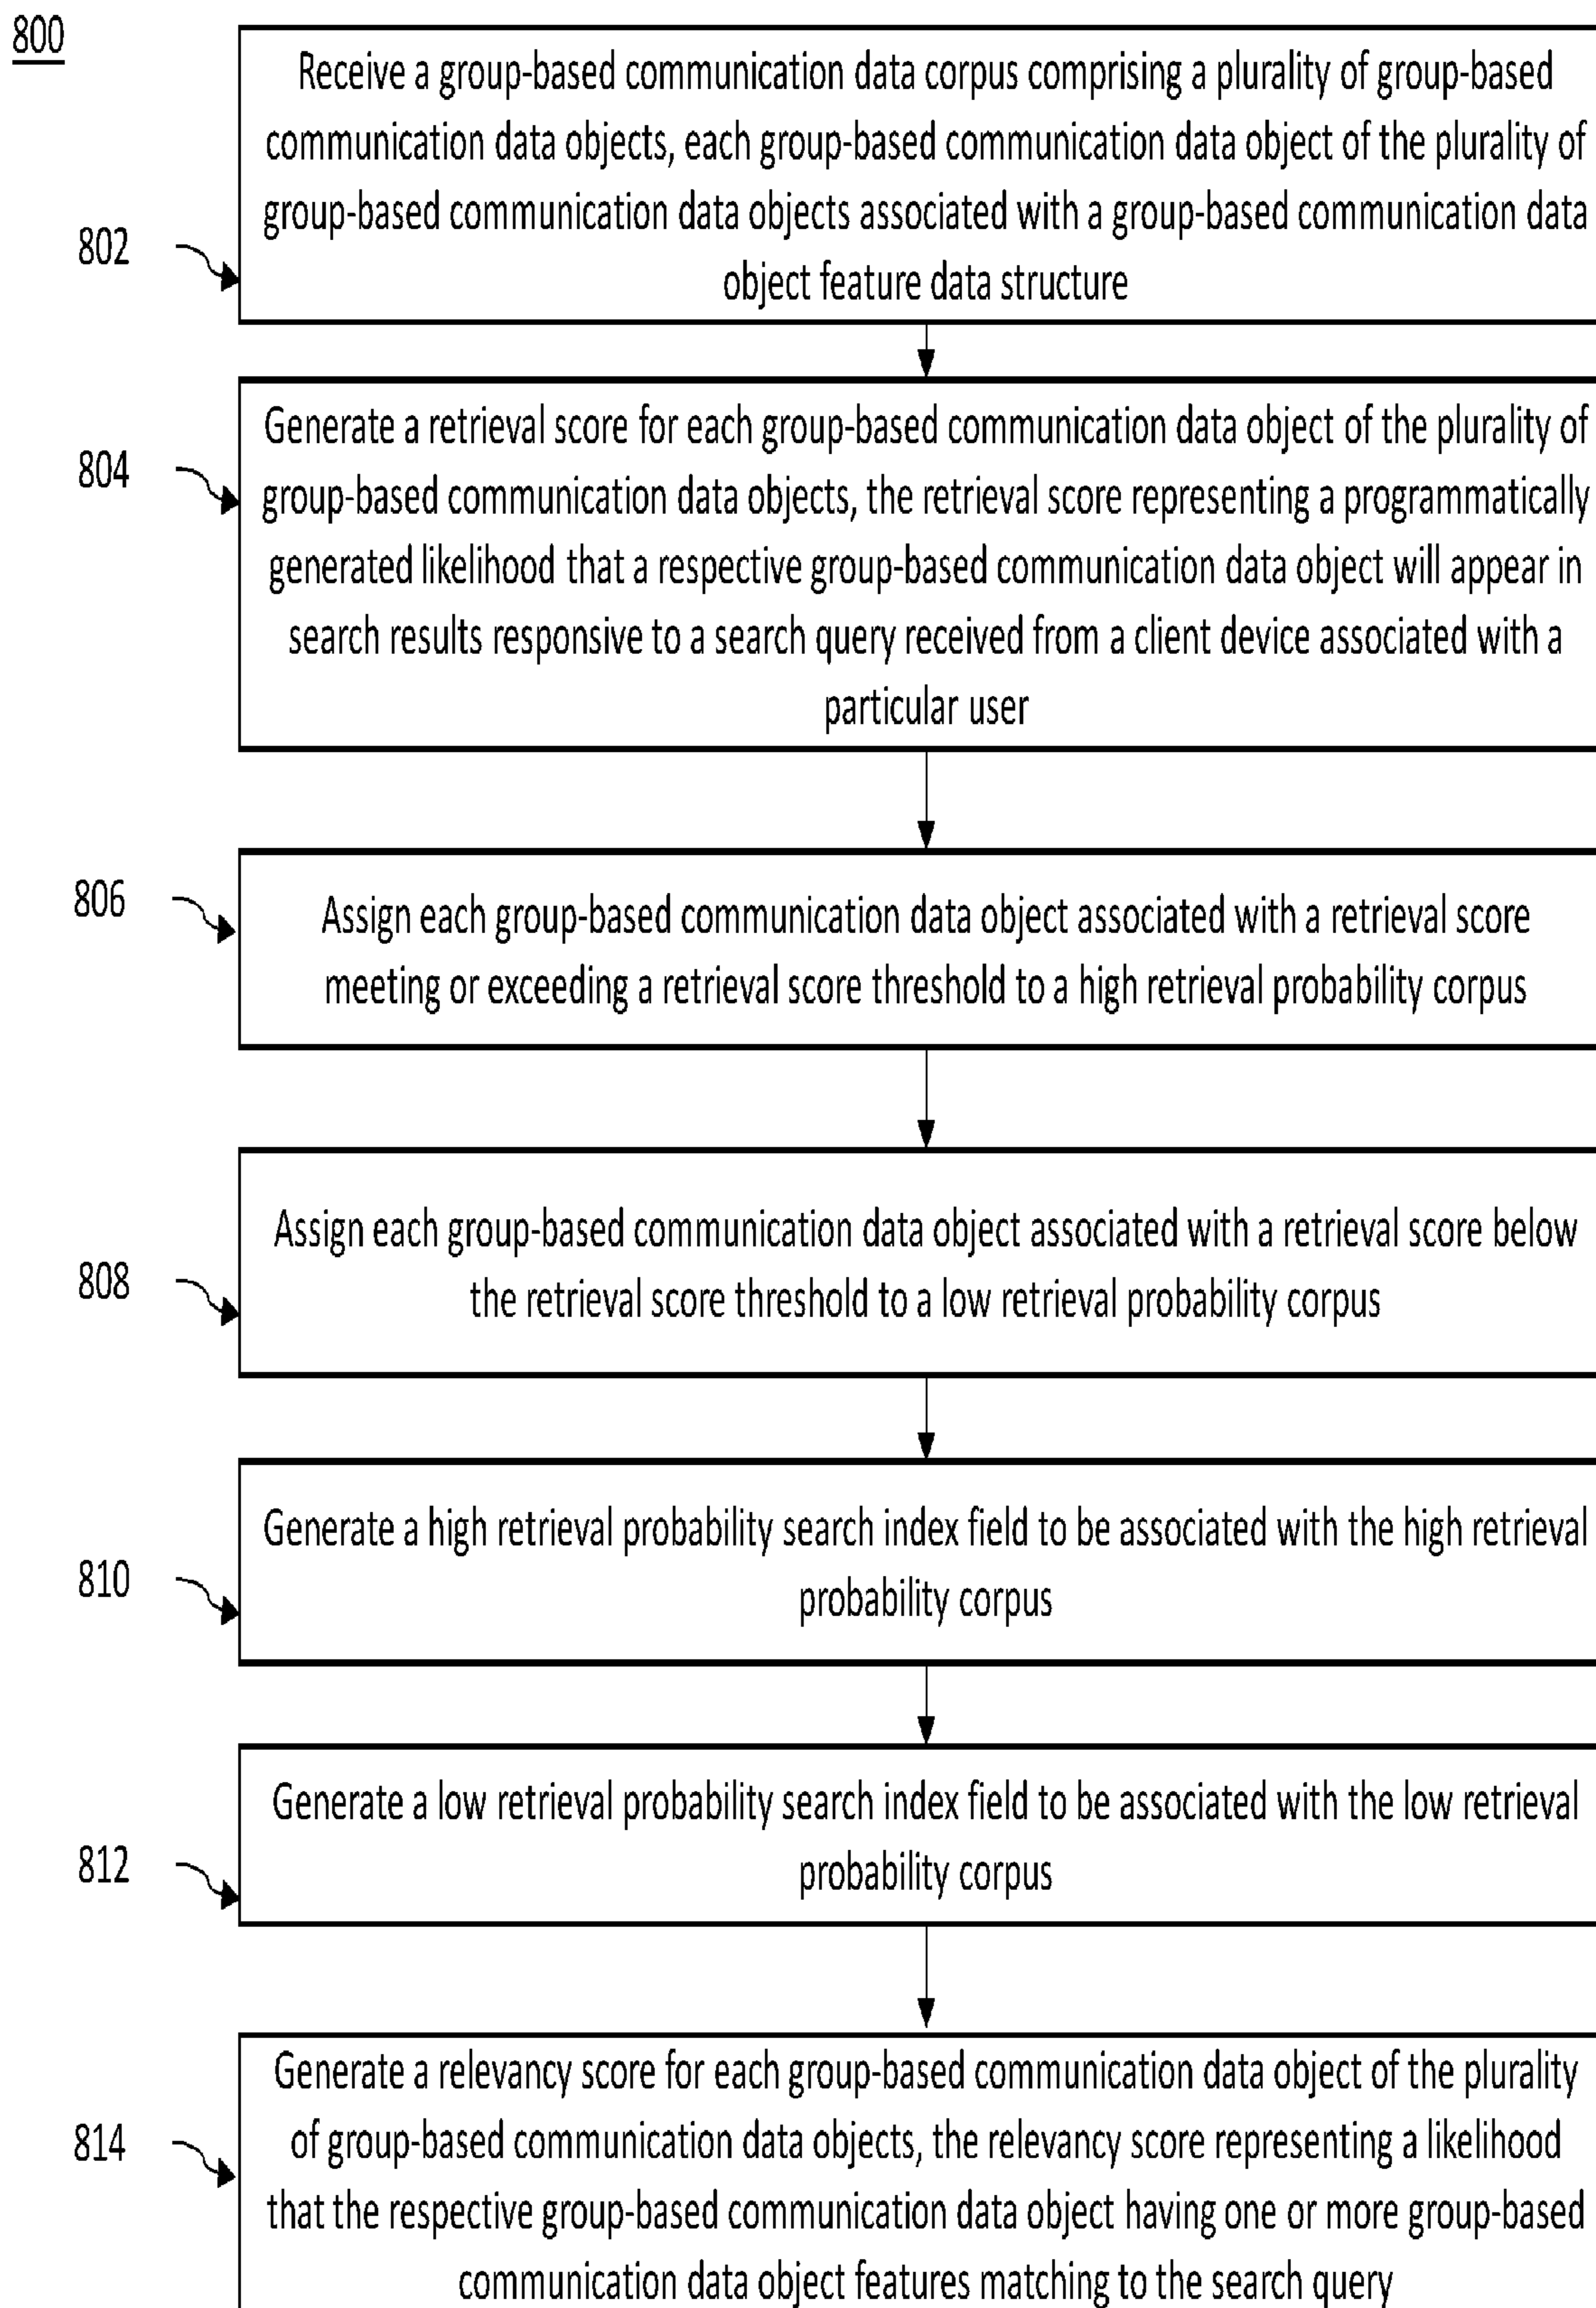 800
Receive a group-based communication data corpus comprising a plurality of group-based
communication data objects, each group-based communication data object of the plurality of
group-based communication data objects associated with a group-based communication data
object feature data structure
802
Generate a retrieval score for each group-based communication data object of the plurality of
group-based communication data objects, the retrieval score representing a programmatically
generated likelihood that a respective group-based communication data object will appear in
search results responsive to a search query received from a client device associated with a
particular user
804
Assign each group-based communication data object associated with a retrieval score
meeting or exceeding a retrieval score threshold to a high retrieval probability corpus
806
Assign each group-based communication data object associated with a retrieval score below
the retrieval score threshold to a low retrieval probability corpus
808
Generate a high retrieval probability search index field to be associated with the high retrieval
probability corpus
810
Generate a low retrieval probability search index field to be associated with the low retrieval
probability corpus
812
Generate a relevancy score for each group-based communication data object of the plurality
of group-based communication data objects, the relevancy score representing a likelihood
that the respective group-based communication data object having one or more group-based
communication data object features matching to the search query
814